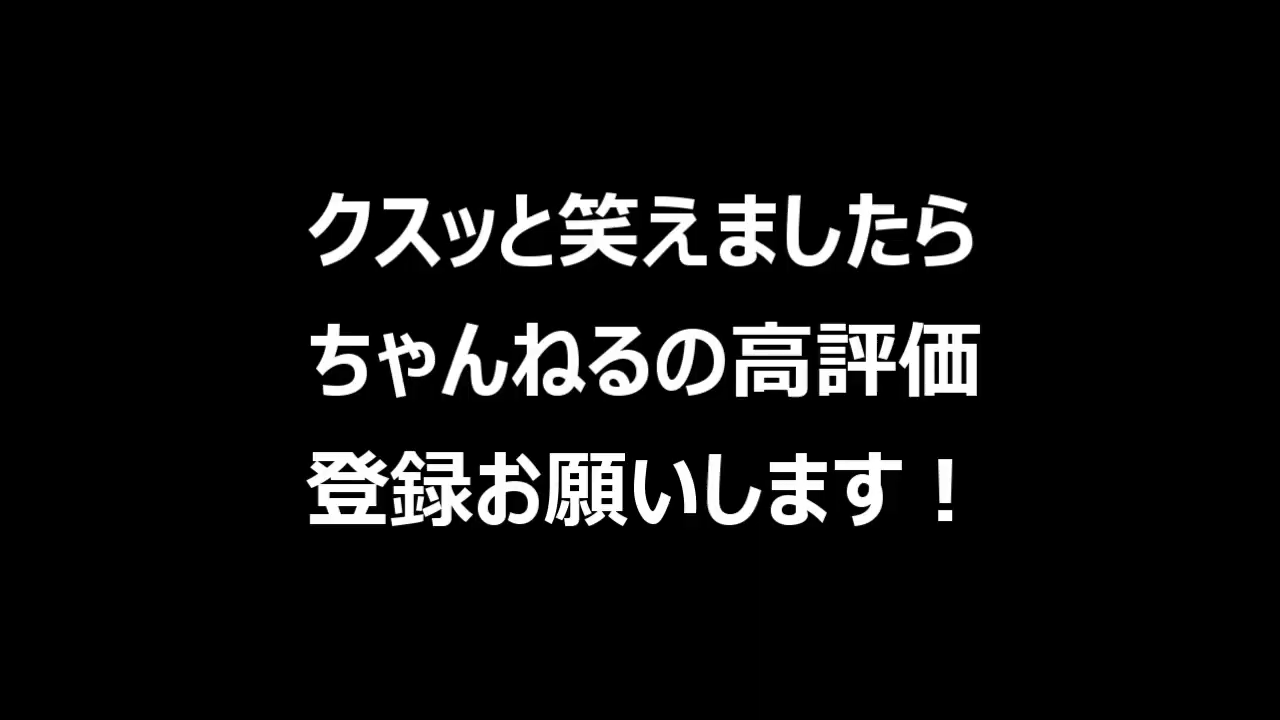 クスッと笑えましたら
ちゃんねるの高評価
登録お願いします！